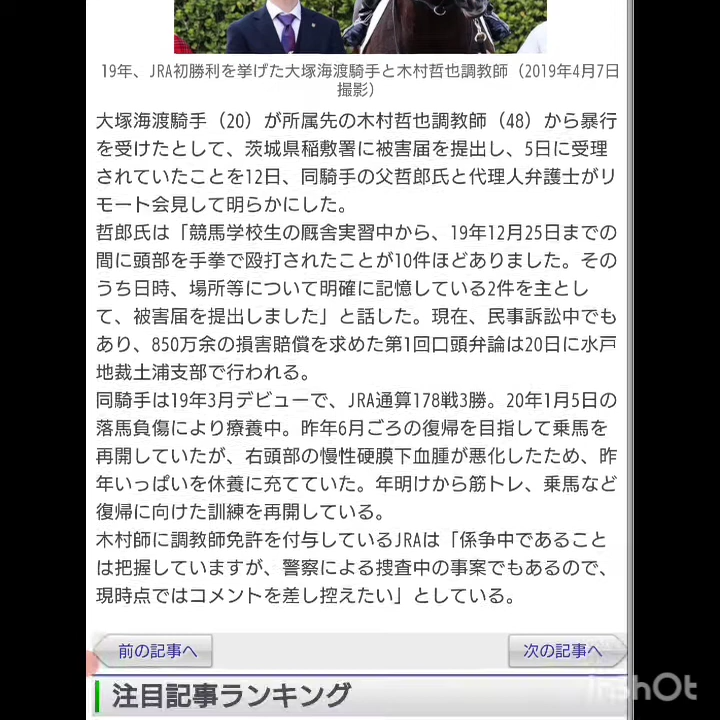 19年、JRA初勝利を挙げた大塚海渡騎手と木村哲也調教師（2019年4月7日
撮影）
大塚海渡騎手（20）が所属先の木村哲也調教師（48）から暴行
を受けたとして、茨城県稲敷署に被害届を提出し、5日に受理
されていたことを12日、同騎手の父哲郎氏と代理人弁護士がリ
モート会見して明らかにした。
哲郎氏は「競馬学校生の厩舎実習中から、19年12月25日までの
間に頭部を手拳で殴打されたことが10件ほどありました。その
うち日時、場所等について明確に記憶している2件を主とし
て、被害届を提出しました」と話した。現在、民事訴訟中でも
あり、850万余の損害賠償を求めた第1回口頭弁論は20日に水戸
地裁土浦支部で行われる。
同騎手は19年3月デビューで、JRA通算178戦3勝。20年1月5日の
落馬負傷により療養中。昨年6月ごろの復帰を目指して乗馬を
再開していたが、右頭部の慢性硬膜下血腫が悪化したため、昨
年いっぱいを休養に充てていた。年明けから筋トレ、乗馬など
復帰に向けた訓練を再開している。
木村師に調教師免許を付与しているJRAは「係争中であること
は把握していますが、警察による捜査中の事案でもあるので、
現時点ではコメントを差し控えたい」としている。
前の記事へ
次の記事へ
注目記事ランキング
InShOt